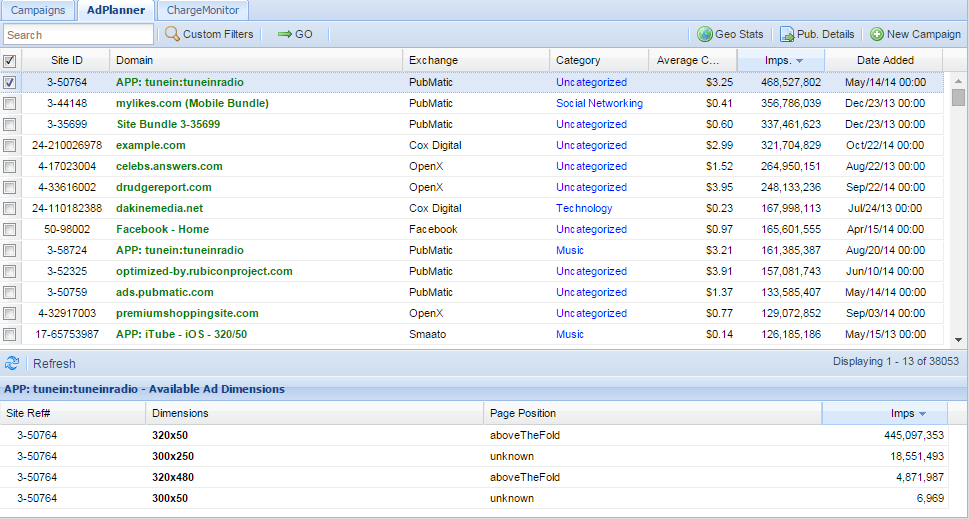 Campaigns AdPlanner ChargeMonitor
Search Custom Filters GO Geo Stats Pub. Details New Campaign
Site ID Domain Exchange Category Average C... Imps. Date Added
3-50764 APP: tunein:tuneinradio PubMatic Uncategorized $3.25 468,527,802 May/14/14 00:00
3-44148 mylikes.com (Mobile Bundle) PubMatic Social Networking $0.41 356,786,039 Dec/23/13 00:00
3-35699 Site Bundle 3-35699 PubMatic Uncategorized $0.60 337,461,623 Dec/23/13 00:00
24-210026978 example.com Cox Digital Uncategorized $2.99 321,704,829 Oct/22/14 00:00
4-17023004 celebs.answers.com OpenX Uncategorized $1.52 264,950,151 Aug/22/13 00:00
4-33616002 drudgereport.com OpenX Uncategorized $3.95 248,133,236 Sep/22/14 00:00
24-110182388 dakinemedia.net Cox Digital Technology $0.23 167,998,113 Jul/24/13 00:00
50-98002 Facebook - Home Facebook Uncategorized $0.97 165,601,555 Apr/15/14 00:00
3-58724 APP: tunein:tuneinradio PubMatic Music $3.21 161,385,387 Aug/20/14 00:00
3-52325 optimized-by.rubiconproject.com PubMatic Uncategorized $3.91 157,081,743 Jun/10/14 00:00
3-50759 ads.pubmatic.com PubMatic Uncategorized $1.37 133,585,407 May/14/14 00:00
4-32917003 premiumshoppingsite.com OpenX Uncategorized $0.77 129,072,852 Sep/03/14 00:00
17-65753987 APP: iTube - iOS - 320/50 Smaato Music $0.14 126,185,186 May/15/13 00:00
Refresh Displaying 1 - 13 of 38053
APP: tunein:tuneinradio - Available Ad Dimensions
Site Ref# Dimensions Page Position Imps
3-50764 320x50 aboveTheFold 445,097,353
3-50764 300x250 unknown 18,551,493
3-50764 320x480 aboveTheFold 4,871,987
3-50764 300x50 unknown 6,969